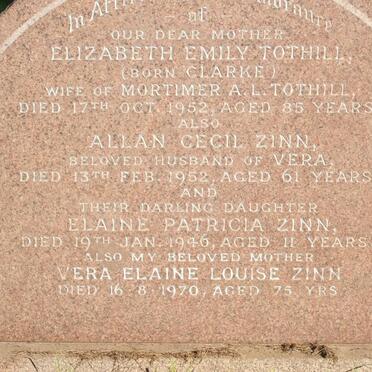 In Affectionate
of
OUR DEAR MOTHER
ELIZABETH EMILY TOTHILL,
(BORN CLARKE)
WIFE OF MORTIMER A.L. TOTHILL,
DIED 17TH OCT. 1952, AGED 85 YEARS
ALSO
ALLAN CECIL ZINN,
BELOVED HUSBAND OF VERA,
DIED 13TH FEB. 1952, AGED 61 YEARS
AND
THEIR DARLING DAUGHTER
ELAINE PATRICIA ZINN,
DIED 19TH JAN. 1946, AGED 11 YEARS
ALSO MY BELOVED MOTHER
VERA ELAINE LOUISE ZINN
DIED 16.8.1970, AGED 75 YRS